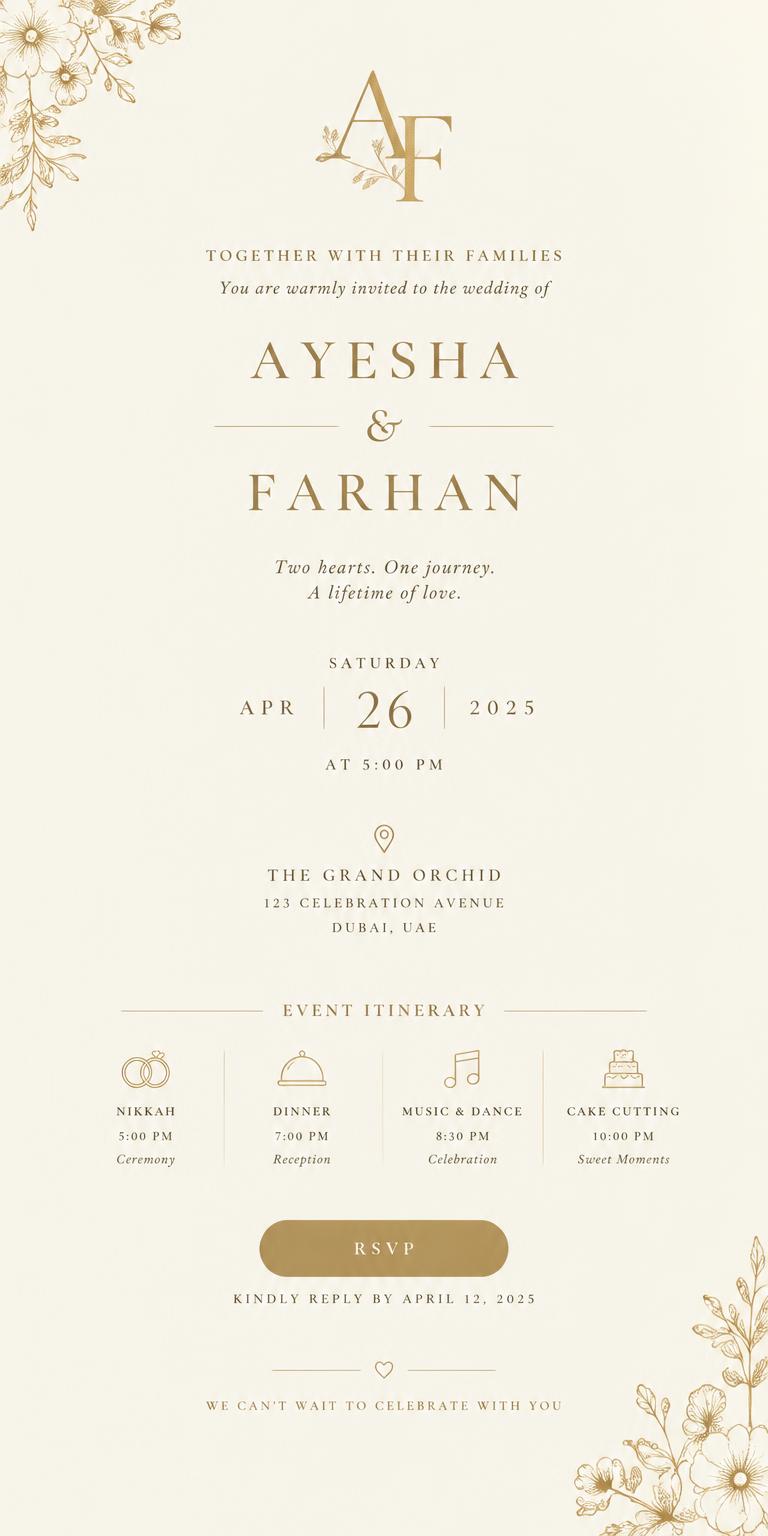 AF
TOGETHER WITH THEIR FAMILIES
You are warmly invited to the wedding of
AYESHA
&
FARHAN
Two hearts. One journey.
A lifetime of love.
SATURDAY
APR 26 2025
AT 5:00 PM
THE GRAND ORCHID
123 CELEBRATION AVENUE
DUBAI, UAE
EVENT ITINERARY
NIKKAH
5:00 PM
Ceremony
DINNER
7:00 PM
Reception
MUSIC & DANCE
8:30 PM
Celebration
CAKE CUTTING
10:00 PM
Sweet Moments
RSVP
KINDLY REPLY BY APRIL 12, 2025
WE CAN'T WAIT TO CELEBRATE WITH YOU